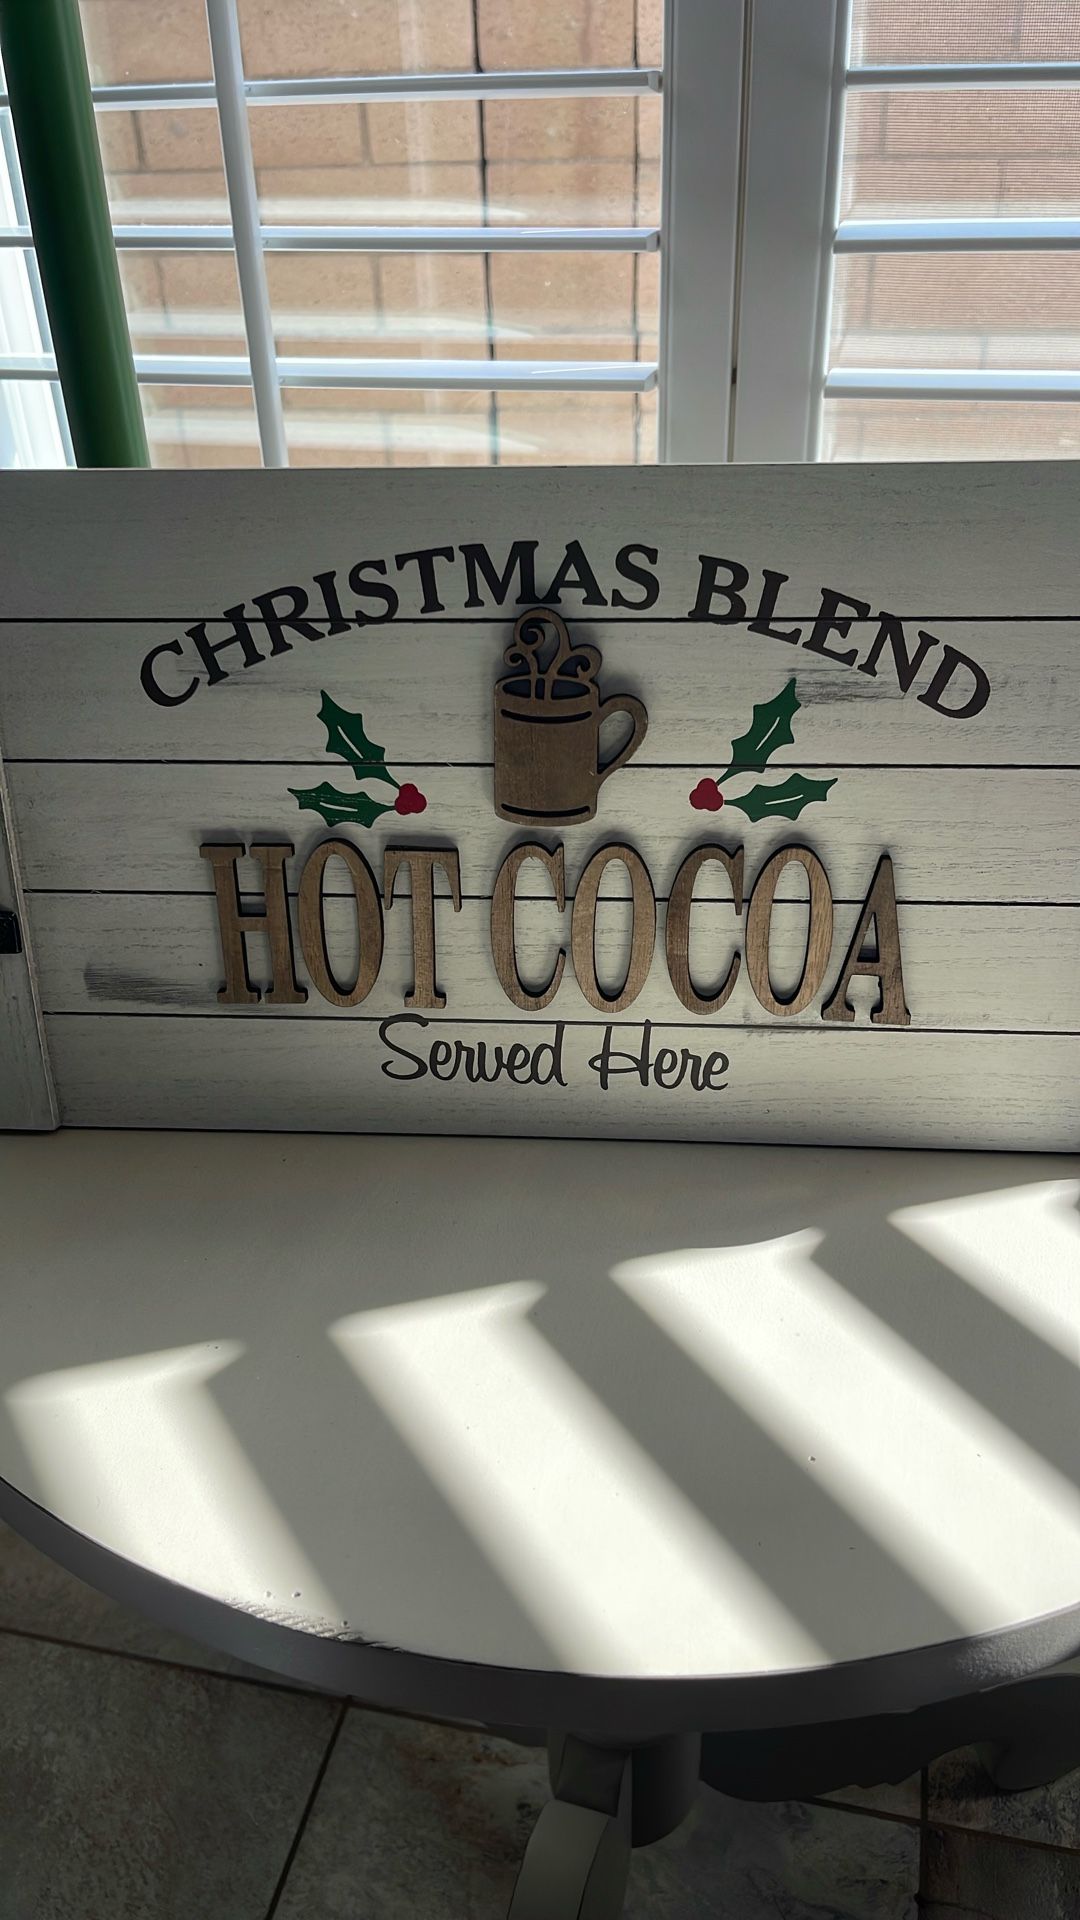 CHRISTMAS BLEND
HOT COCOA
Served Here